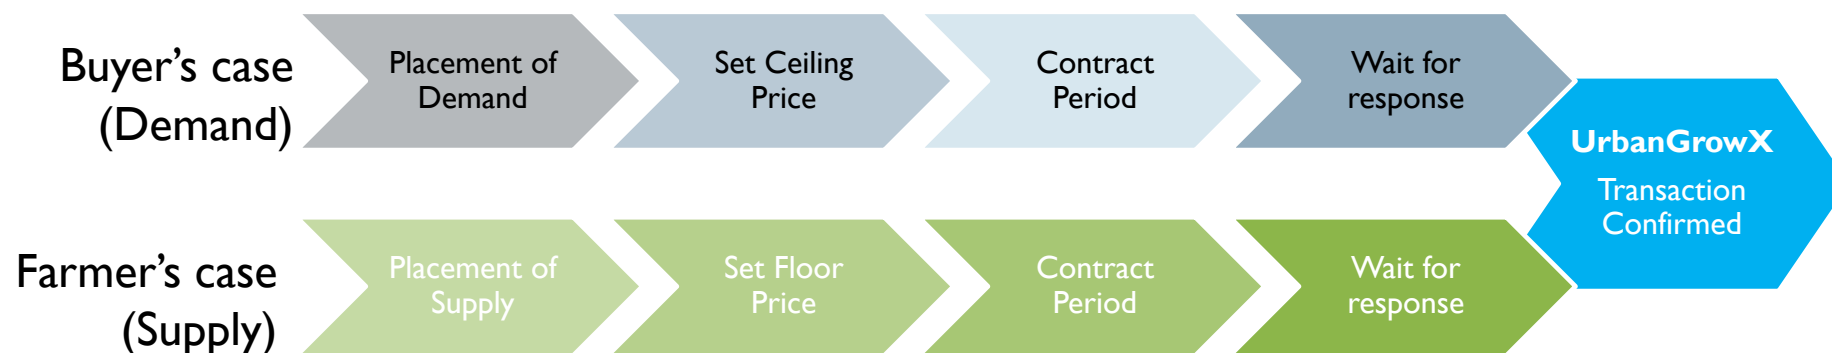 Buyer’s case
(Demand)
Placement of
Demand
Set Ceiling
Price
Contract
Period
Wait for
response
UrbanGrowX
Transaction
Confirmed
Farmer’s case
(Supply)
Placement of
Supply
Set Floor
Price
Contract
Period
Wait for
response